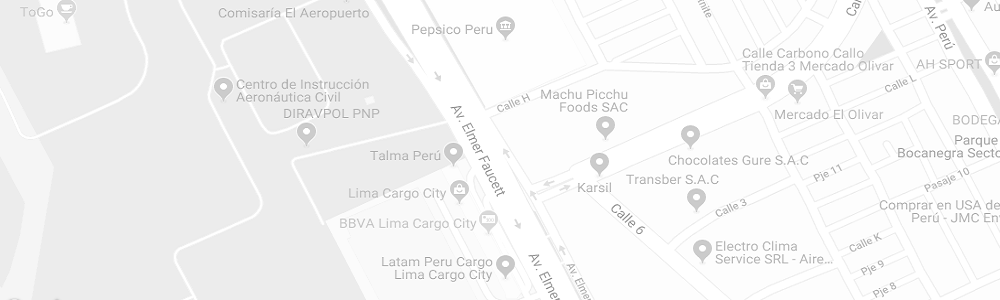 ToGo
Comisaría El Aeropuerto
Pepsico Peru
Av. Perú
Calle Carbono Callo
Tienda 3 Mercado Olivar
AH SPORT
Centro de Instrucción
Aeronáutica Civil
DIRAVPOL PNP
Calle H
Machu Picchu
Foods SAC
Calle L
Mercado El Olivar
BODEGA
Av. Elmer Faucett
Parque
Bocanegra Secto
Talma Perú
Chocolates Gure S.A.C
Karsil
Transber S.A.C
Pje 11
Pasaje 10
Lima Cargo City
Calle 3
Comprar en USA de
Perú - JMC En
BBVA Lima Cargo City
Calle 6
Calle K
Electro Clima
Service SRL - Aire...
Latam Peru Cargo
Lima Cargo City
Av. Elme
Av. Elmer
Pje 9
Pje 8